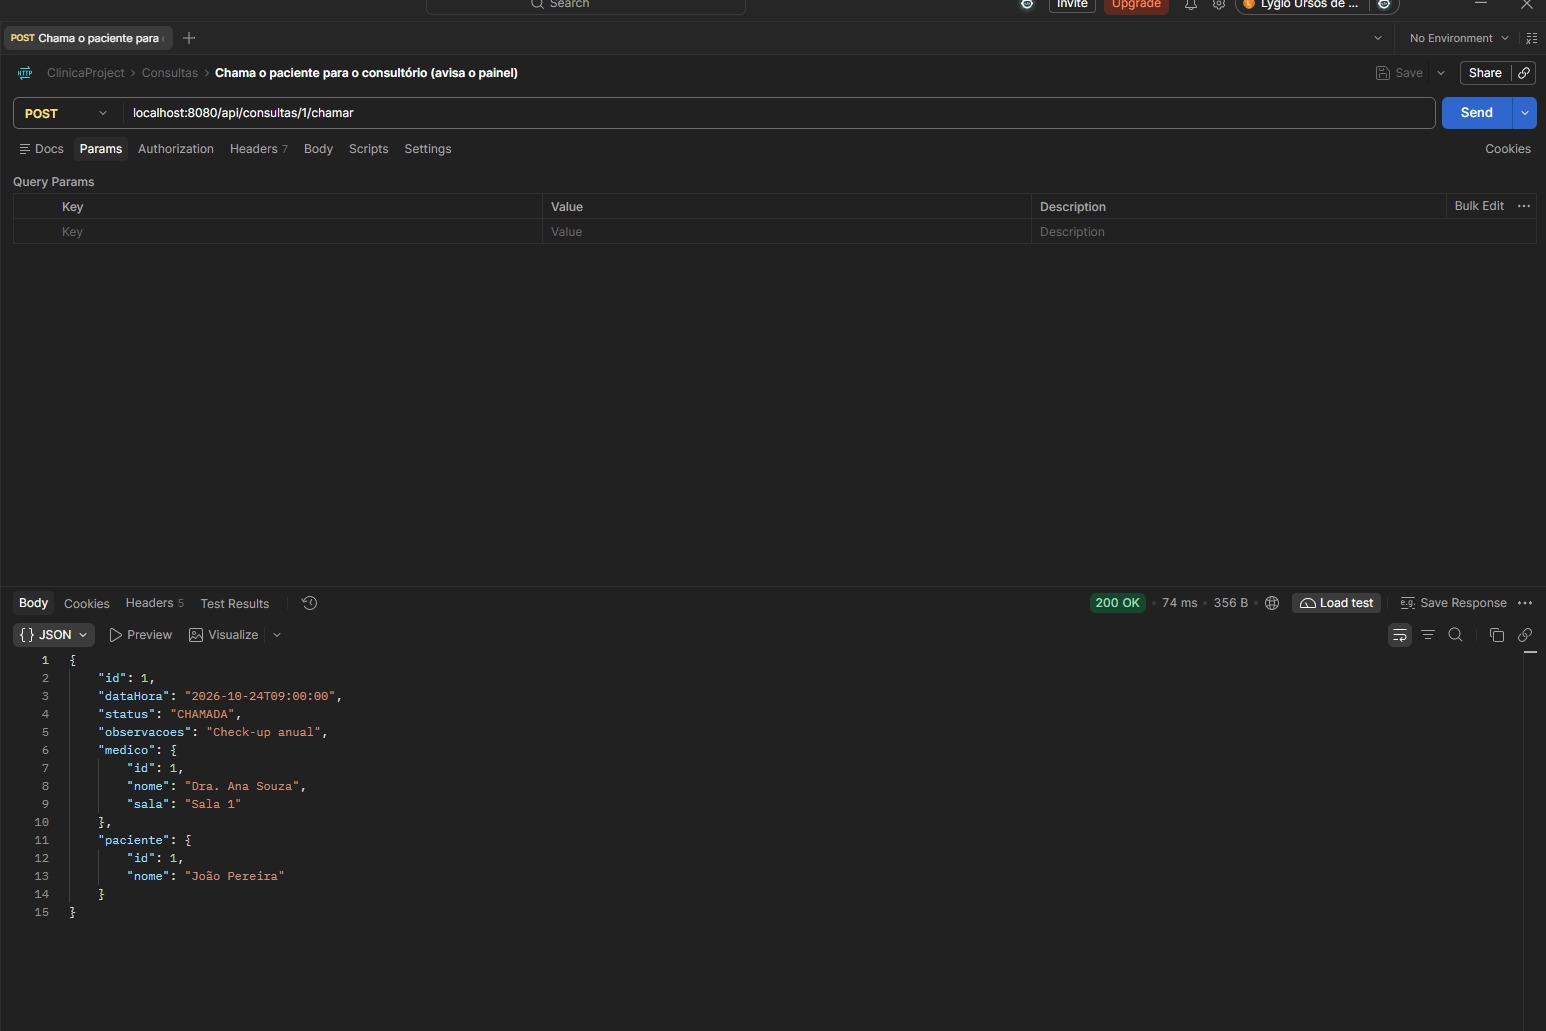 Search
Invite Upgrade Lygio Ursos de ...
POST Chama o paciente para
No Environment
HTTP ClinicaProject > Consultas > Chama o paciente para o consultório (avisa o painel)
Save Share
POST localhost:8080/api/consultas/1/chamar Send
Docs Params Authorization Headers 7 Body Scripts Settings Cookies
Query Params
Key Value Description Bulk Edit ...
Key Value Description
Body Cookies Headers 5 Test Results 200 OK • 74 ms • 356 B • Load test e.g. Save Response ...
{} JSON Preview Visualize
1 {
2 "id": 1,
3 "dataHora": "2026-10-24T09:00:00",
4 "status": "CHAMADA",
5 "observacoes": "Check-up anual",
6 "medico": {
7 "id": 1,
8 "nome": "Dra. Ana Souza",
9 "sala": "Sala 1"
10 },
11 "paciente": {
12 "id": 1,
13 "nome": "João Pereira"
14 }
15 }